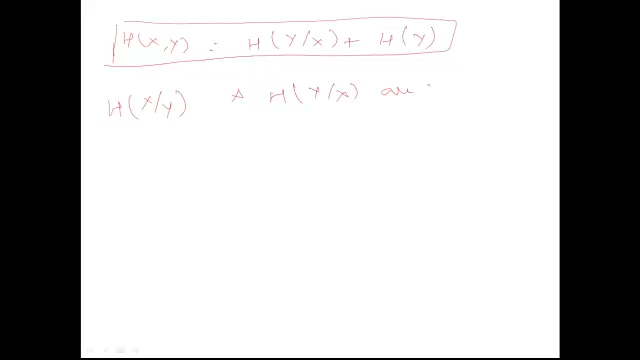 H(X,Y) = H(Y/X) + H(Y)
H(X/Y) & H(Y/X) are